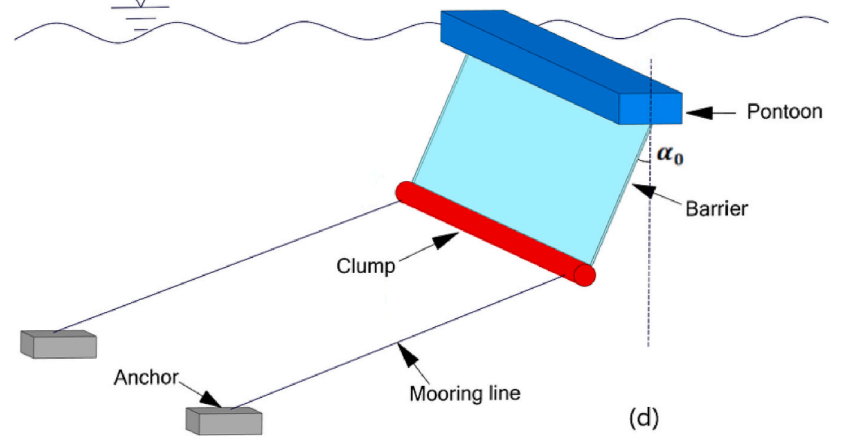 Pontoon
α₀
Barrier
Clump
Anchor
Mooring line
(d)